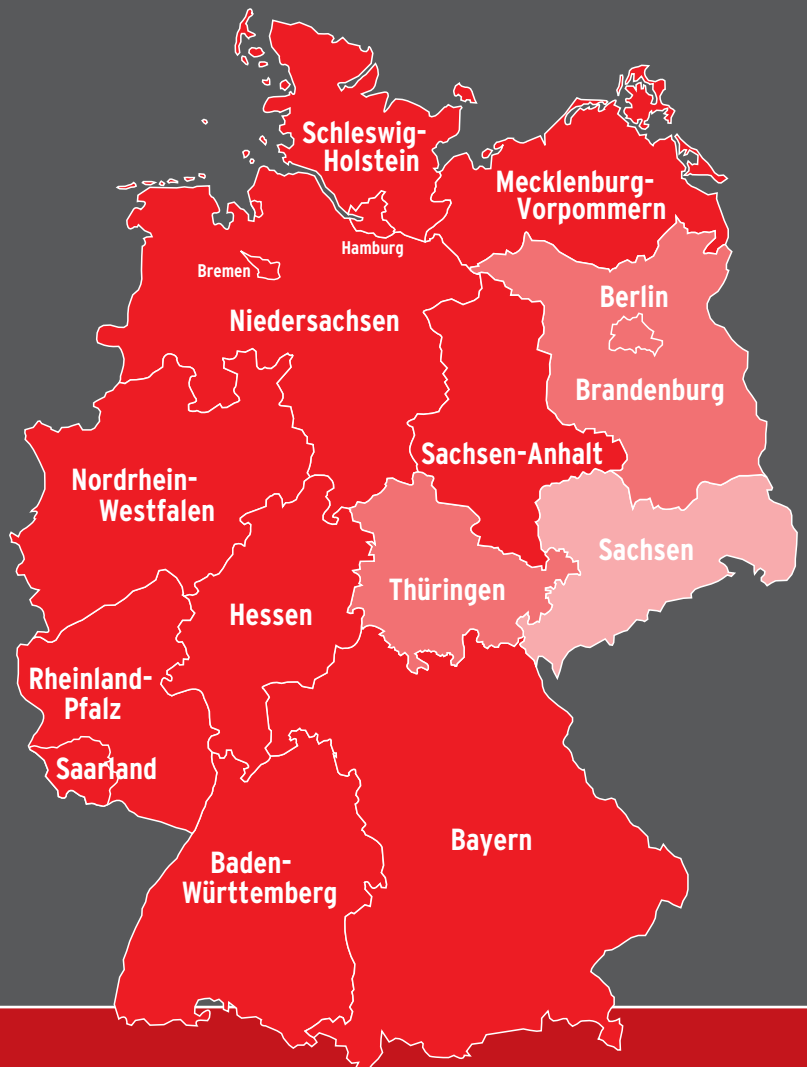 Schleswig-
Holstein
Mecklenburg-
Vorpommern
Hamburg
Bremen
Berlin
Niedersachsen
Brandenburg
Sachsen-Anhalt
Nordrhein-
Westfalen
Sachsen
Thüringen
Hessen
Rheinland-
Pfalz
Saarland
Bayern
Baden-
Württemberg